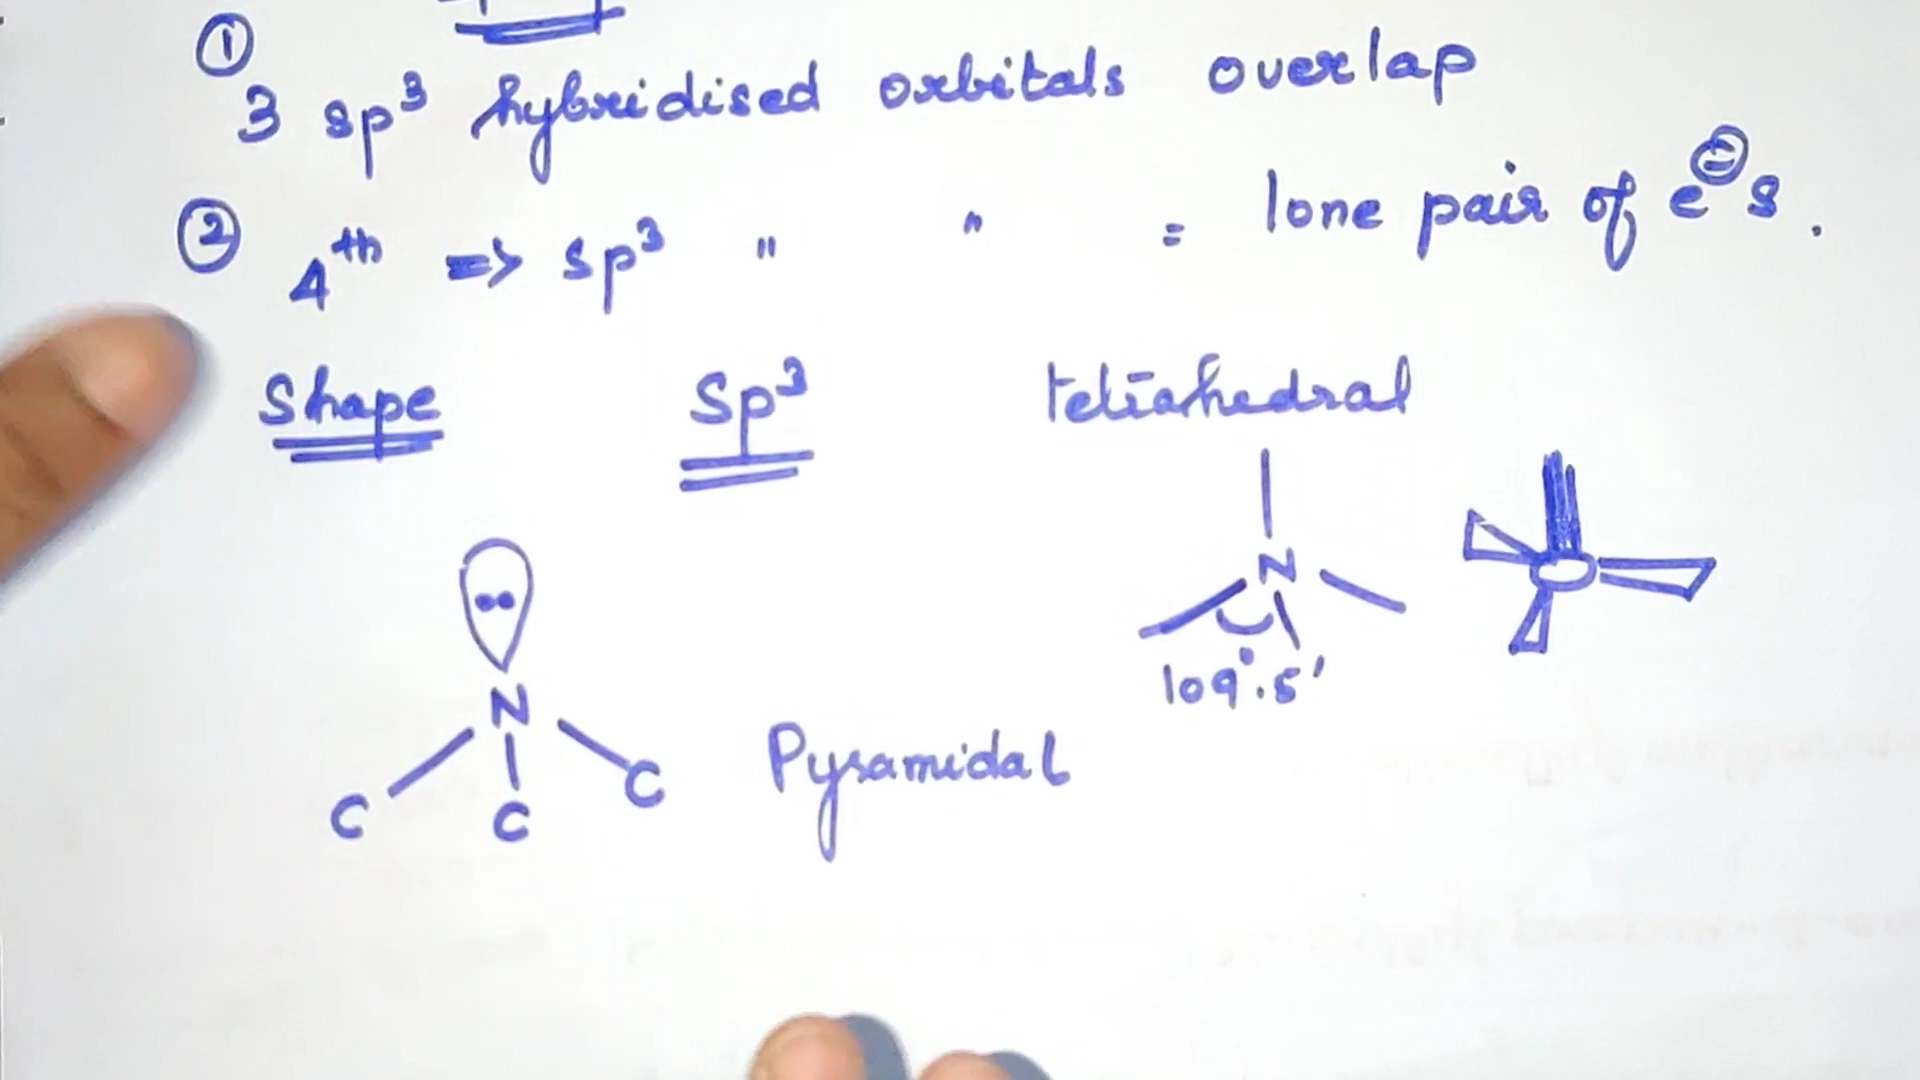 ①
3 sp³ hybridised orbitals overlap
② 4th => sp³ " " = lone pair of e⊖s.
Shape Sp³ tetrahedral
N
109°.5'
N
C C C
Pyramidal